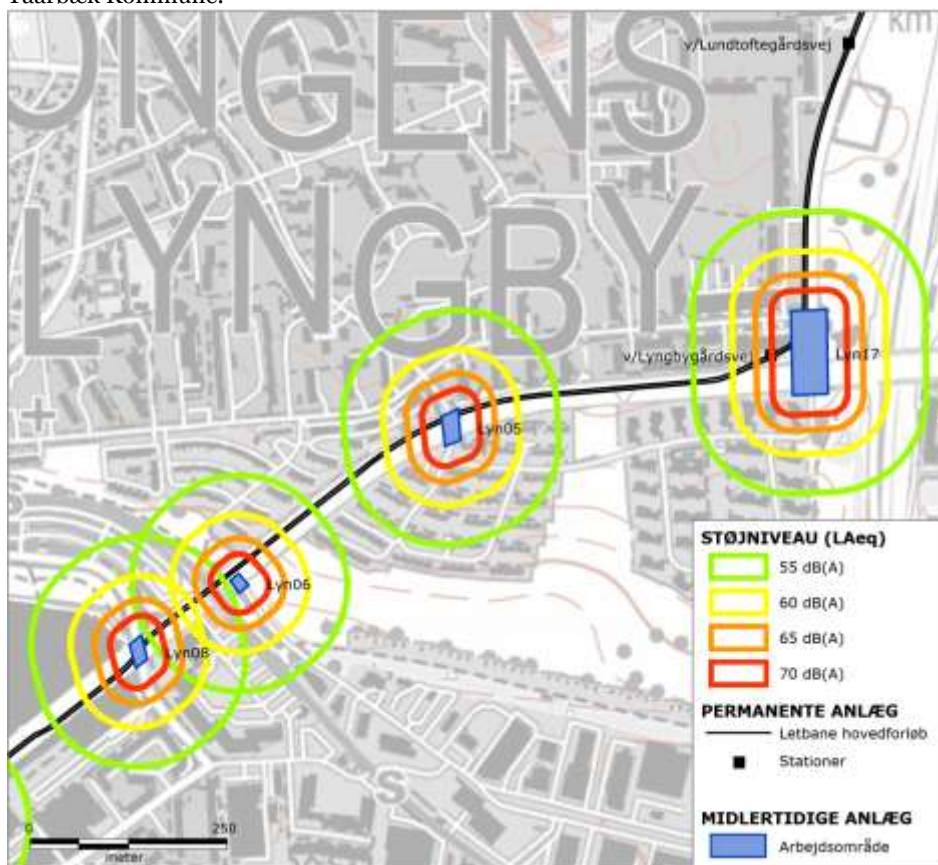 Taarbæk Kommune.
km
v/Lundtoftegårdsvej
ONGENS
LYNGBY
v/Lyngbygårdsvej
Lyn17
Lyn05
Lyn06
Lyn08
S
0 250
meter
STØJNIVEAU (LAeq)
55 dB(A)
60 dB(A)
65 dB(A)
70 dB(A)
PERMANENTE ANLÆG
Letbane hovedforløb
Stationer
MIDLERTIDIGE ANLÆG
Arbejdsområde